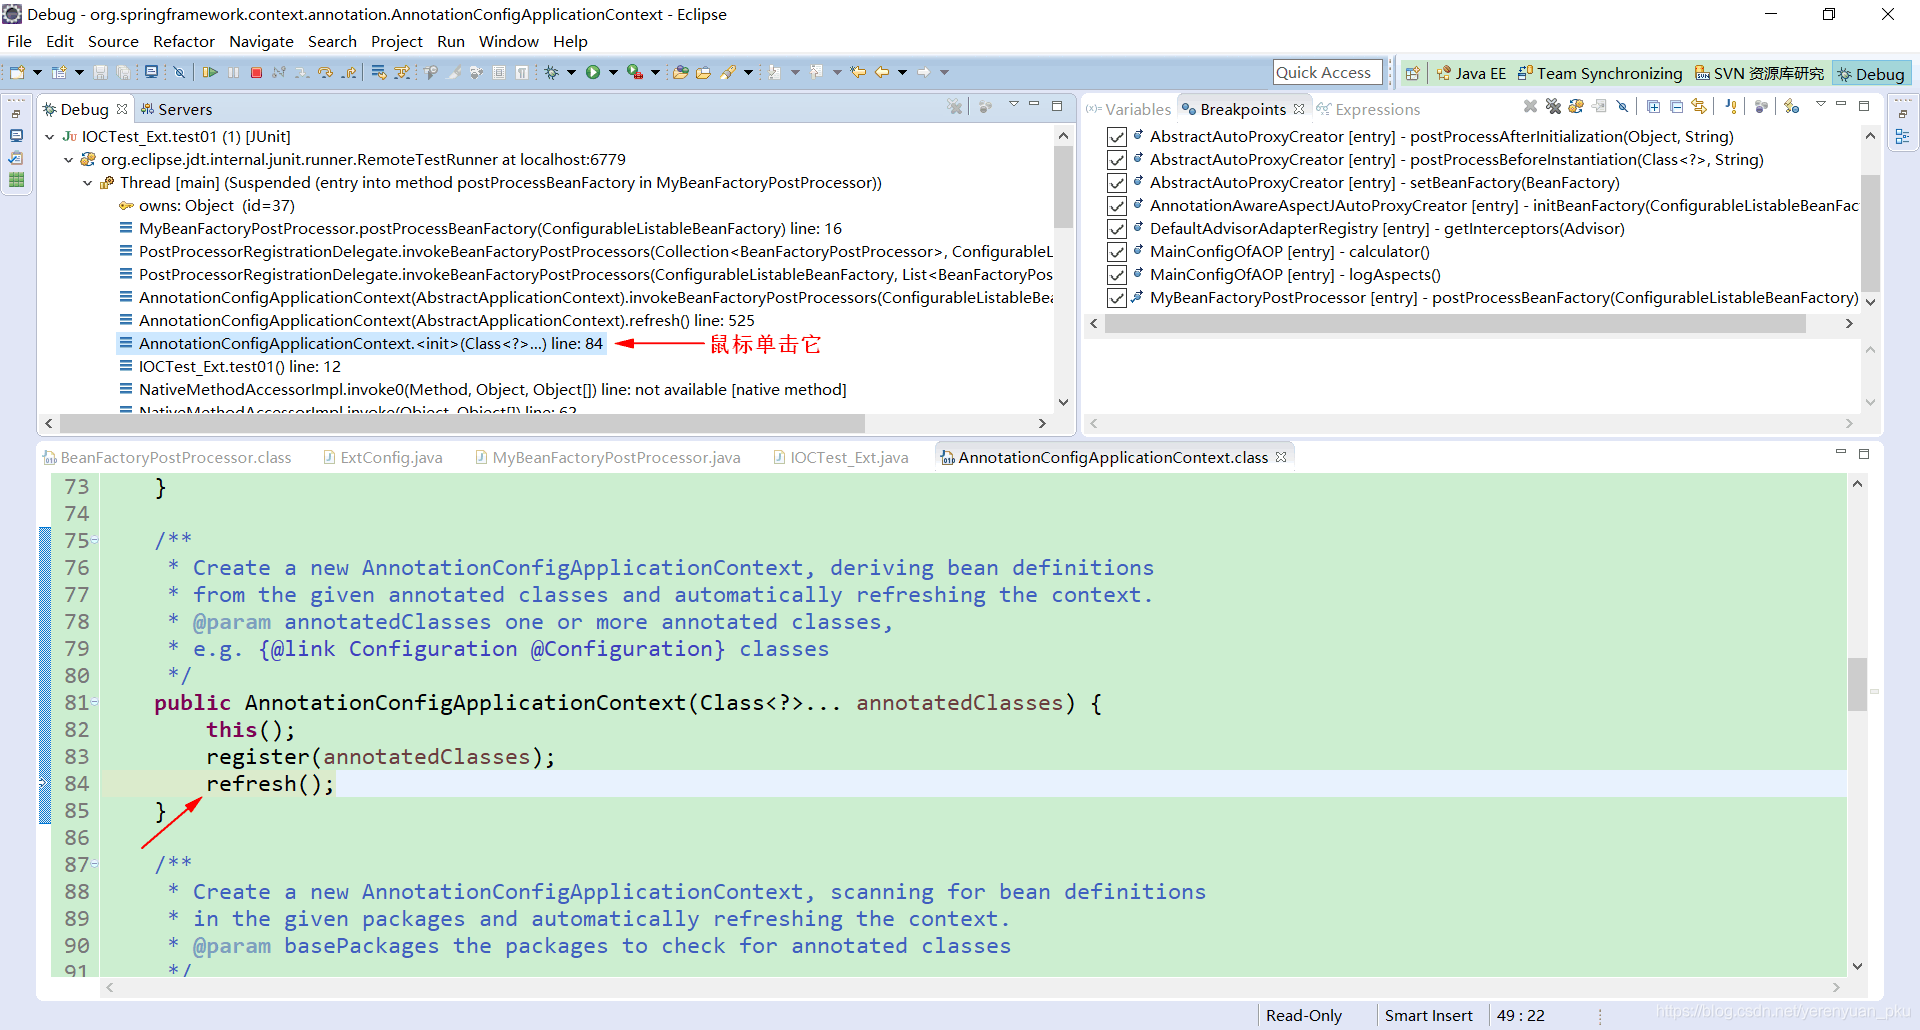 Debug - org.springframework.context.annotation.AnnotationConfigApplicationContext - Eclipse
File Edit Source Refactor Navigate Search Project Run Window Help
Quick Access Java EE Team Synchronizing SVN 资源库研究 Debug
Debug Servers
IOCTest_Ext.test01 (1) [JUnit]
org.eclipse.jdt.internal.junit.runner.RemoteTestRunner at localhost:6779
Thread [main] (Suspended (entry into method postProcessBeanFactory in MyBeanFactoryPostProcessor))
owns: Object (id=37)
MyBeanFactoryPostProcessor.postProcessBeanFactory(ConfigurableListableBeanFactory) line: 16
PostProcessorRegistrationDelegate.invokeBeanFactoryPostProcessors(Collection<BeanFactoryPostProcessor>, ConfigurableL
PostProcessorRegistrationDelegate.invokeBeanFactoryPostProcessors(ConfigurableListableBeanFactory, List<BeanFactoryPos
AnnotationConfigApplicationContext(AbstractApplicationContext).invokeBeanFactoryPostProcessors(ConfigurableListableBea
AnnotationConfigApplicationContext(AbstractApplicationContext).refresh() line: 525
AnnotationConfigApplicationContext.<init>(Class<?>...) line: 84 鼠标单击它
IOCTest_Ext.test01() line: 12
NativeMethodAccessorImpl.invoke0(Method, Object, Object[]) line: not available [native method]
NativeMethodAccessorImpl.invoke(Object, Object[]) line: 62
(x)= Variables Breakpoints Expressions
AbstractAutoProxyCreator [entry] - postProcessAfterInitialization(Object, String)
AbstractAutoProxyCreator [entry] - postProcessBeforeInstantiation(Class<?>, String)
AbstractAutoProxyCreator [entry] - setBeanFactory(BeanFactory)
AnnotationAwareAspectJAutoProxyCreator [entry] - initBeanFactory(ConfigurableListableBeanFac
DefaultAdvisorAdapterRegistry [entry] - getInterceptors(Advisor)
MainConfigOfAOP [entry] - calculator()
MainConfigOfAOP [entry] - logAspects()
MyBeanFactoryPostProcessor [entry] - postProcessBeanFactory(ConfigurableListableBeanFactory)
BeanFactoryPostProcessor.class ExtConfig.java MyBeanFactoryPostProcessor.java IOCTest_Ext.java AnnotationConfigApplicationContext.class
73 }
74
75 /**
76 * Create a new AnnotationConfigApplicationContext, deriving bean definitions
77 * from the given annotated classes and automatically refreshing the context.
78 * @param annotatedClasses one or more annotated classes,
79 * e.g. {@link Configuration @Configuration} classes
80 */
81 public AnnotationConfigApplicationContext(Class<?>... annotatedClasses) {
82 this();
83 register(annotatedClasses);
84 refresh();
85 }
86
87 /**
88 * Create a new AnnotationConfigApplicationContext, scanning for bean definitions
89 * in the given packages and automatically refreshing the context.
90 * @param basePackages the packages to check for annotated classes
91 */
Read-Only Smart Insert 49 : 22
https://blog.csdn.net/yerenyuan_pku